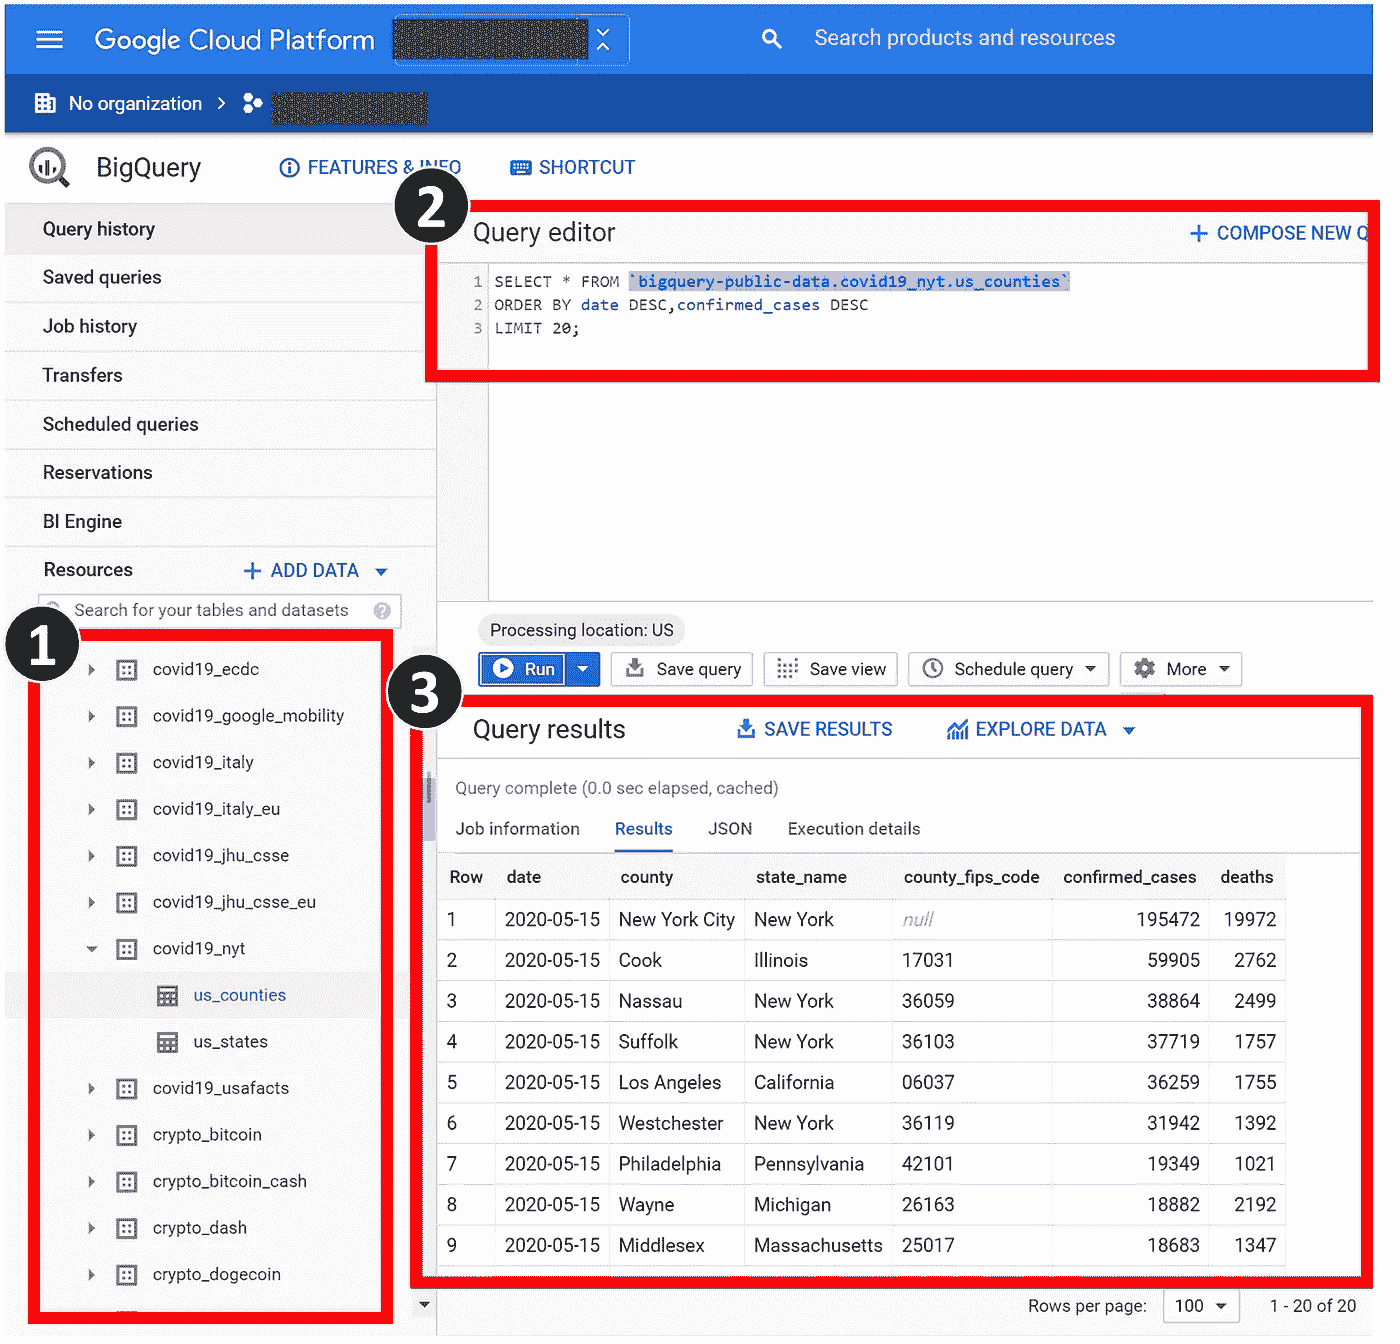 Google Cloud Platform
Search products and resources
No organization
BigQuery
FEATURES & INFO
SHORTCUT
Query history
Saved queries
Job history
Transfers
Scheduled queries
Reservations
BI Engine
Resources
ADD DATA
Search for your tables and datasets
1
covid19_ecdc
covid19_google_mobility
covid19_italy
covid19_italy_eu
covid19_jhu_csse
covid19_jhu_csse_eu
covid19_nyt
us_counties
us_states
covid19_usafacts
crypto_bitcoin
crypto_bitcoin_cash
crypto_dash
crypto_dogecoin
2
Query editor
COMPOSE NEW Q
1 SELECT * FROM `bigquery-public-data.covid19_nyt.us_counties`
2 ORDER BY date DESC,confirmed_cases DESC
3 LIMIT 20;
Processing location: US
Run
Save query
Save view
Schedule query
More
3
Query results
SAVE RESULTS
EXPLORE DATA
Query complete (0.0 sec elapsed, cached)
Job information Results JSON Execution details
Row date county state_name county_fips_code confirmed_cases deaths
1 2020-05-15 New York City New York null 195472 19972
2 2020-05-15 Cook Illinois 17031 59905 2762
3 2020-05-15 Nassau New York 36059 38864 2499
4 2020-05-15 Suffolk New York 36103 37719 1757
5 2020-05-15 Los Angeles California 06037 36259 1755
6 2020-05-15 Westchester New York 36119 31942 1392
7 2020-05-15 Philadelphia Pennsylvania 42101 19349 1021
8 2020-05-15 Wayne Michigan 26163 18882 2192
9 2020-05-15 Middlesex Massachusetts 25017 18683 1347
Rows per page: 100 1 - 20 of 20